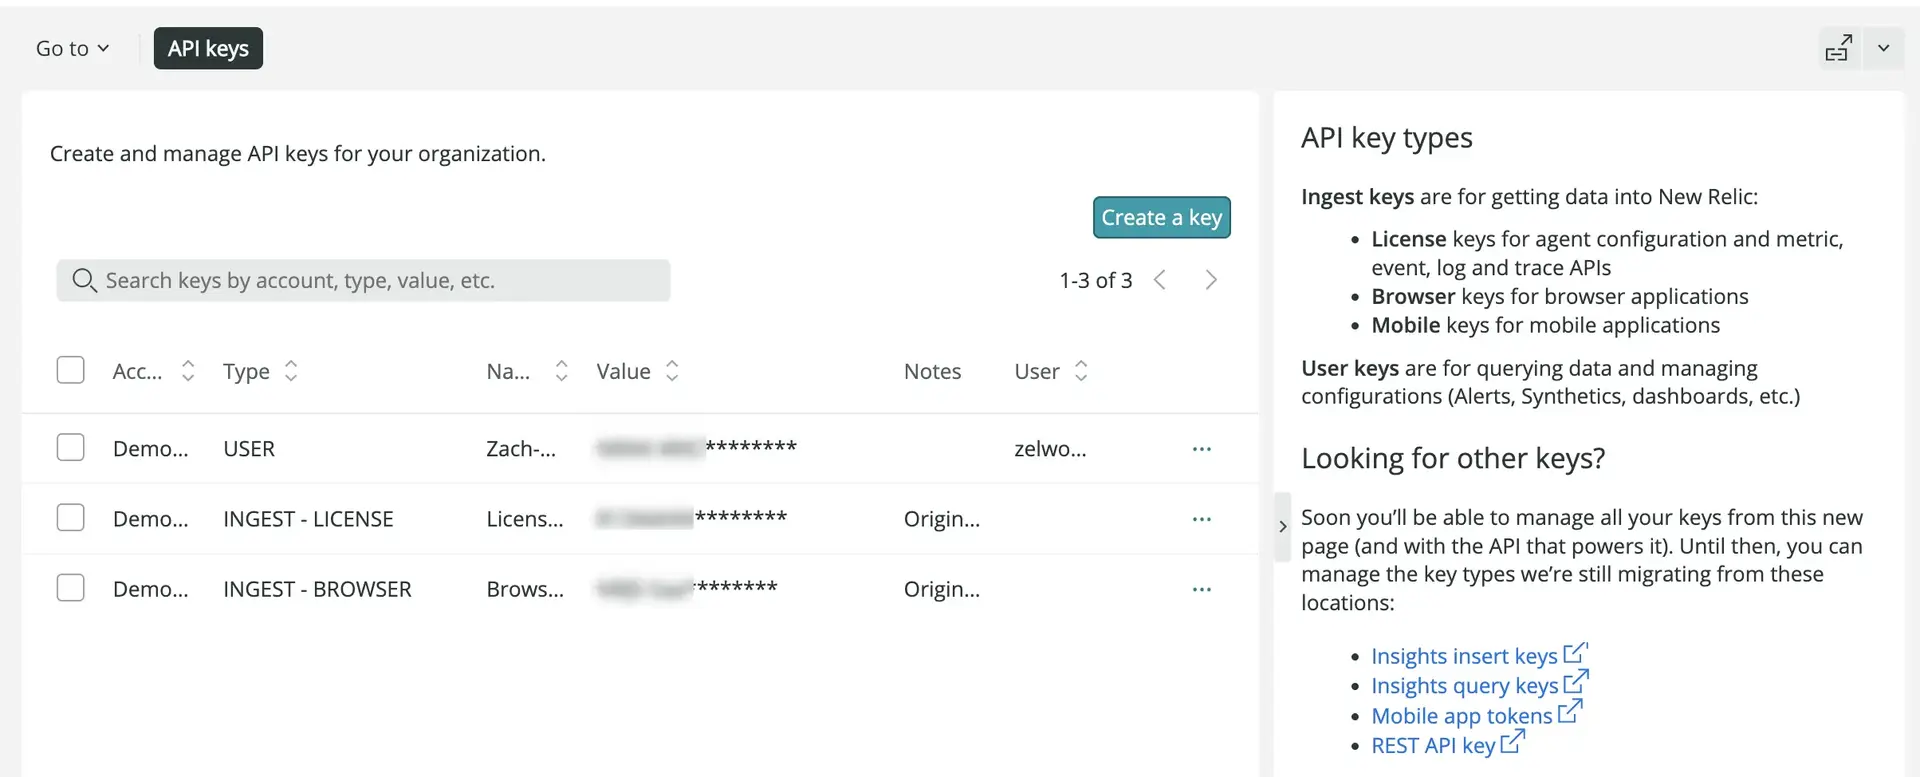 Go to
API keys
Create and manage API keys for your organization.
Create a key
Search keys by account, type, value, etc.
1-3 of 3
Acc... Type Na... Value Notes User
Demo... USER Zach-... ******** zelwo... ...
Demo... INGEST - LICENSE Licens... ******** Origin... ...
Demo... INGEST - BROWSER Brows... ******* Origin... ...
API key types
Ingest keys are for getting data into New Relic:
• License keys for agent configuration and metric,
event, log and trace APIs
• Browser keys for browser applications
• Mobile keys for mobile applications
User keys are for querying data and managing
configurations (Alerts, Synthetics, dashboards, etc.)
Looking for other keys?
Soon you’ll be able to manage all your keys from this new
page (and with the API that powers it). Until then, you can
manage the key types we’re still migrating from these
locations:
• Insights insert keys
• Insights query keys
• Mobile app tokens
• REST API key